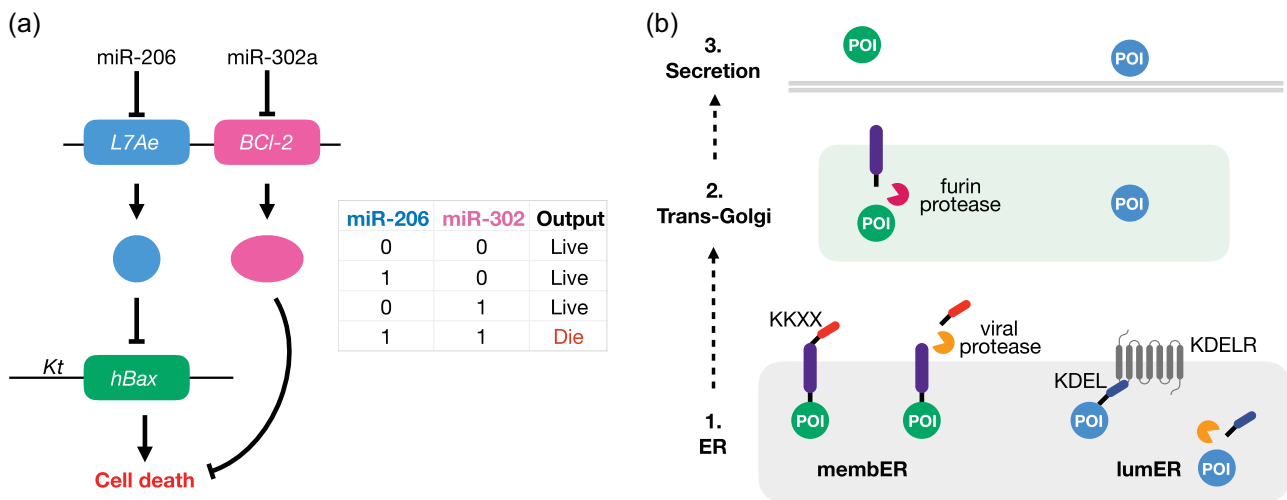 (a)
miR-206
miR-302a
L7Ae
BCl-2
Kt
hBax
Cell death
miR-206 miR-302 Output
0 0 Live
1 0 Live
0 1 Live
1 1 Die
(b)
3.
Secretion
POI
POI
2.
Trans-Golgi
furin
protease
POI
POI
1.
ER
KKXX
viral
protease
KDELR
KDEL
POI
POI
POI
POI
membER
lumER